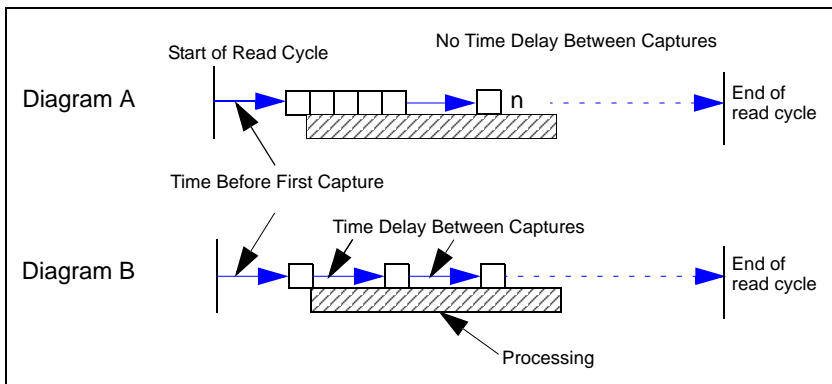 No Time Delay Between Captures
Start of Read Cycle
Diagram A
n
End of
read cycle
Time Before First Capture
Time Delay Between Captures
Diagram B
End of
read cycle
Processing